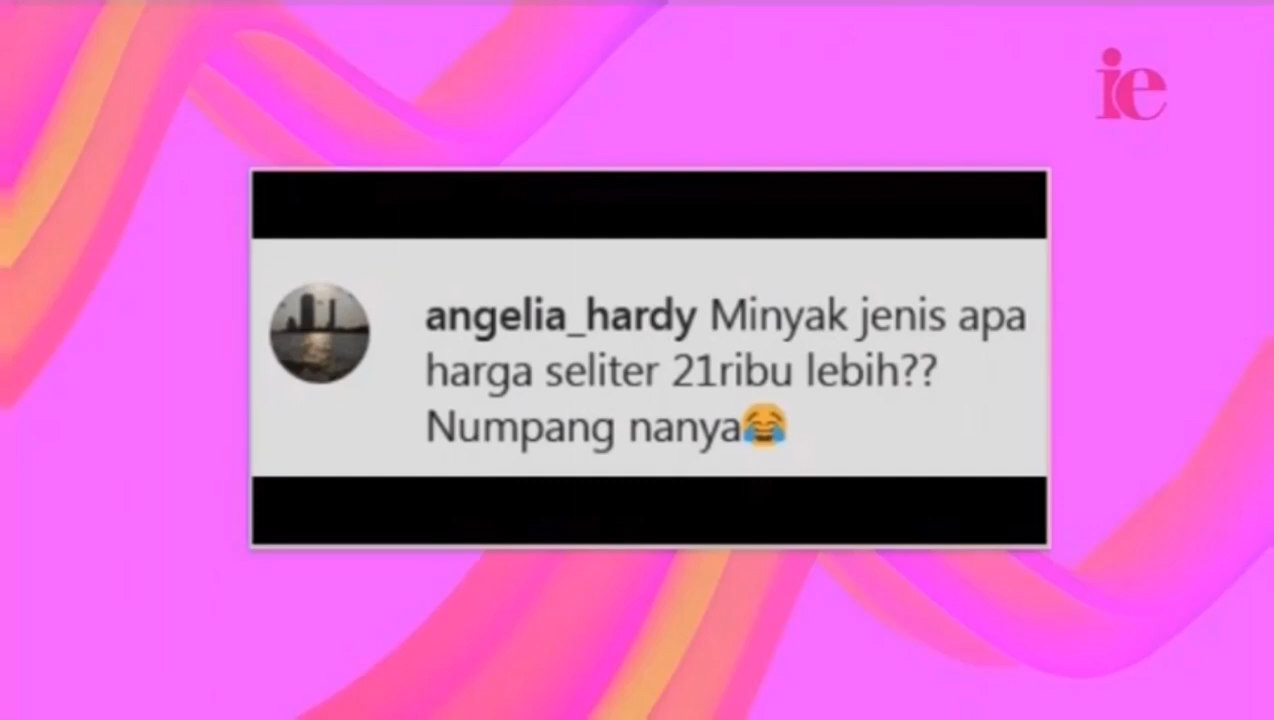 ie
angelia_hardy Minyak jenis apa
harga seliter 21ribu lebih??
Numpang nanya😂